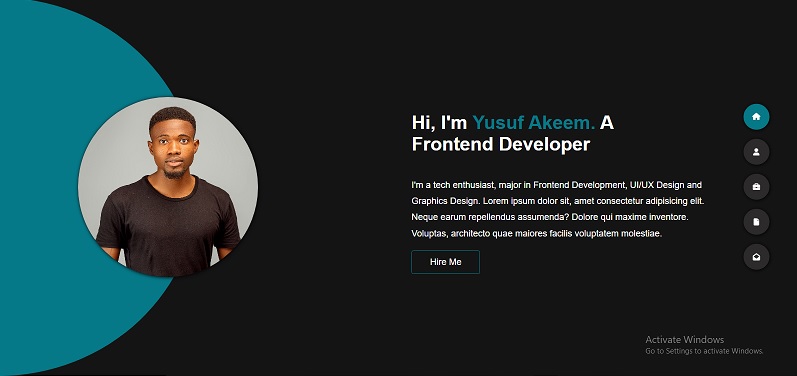 Hi, I'm Yusuf Akeem. A
Frontend Developer
I'm a tech enthusiast, major in Frontend Development, UI/UX Design and
Graphics Design. Lorem ipsum dolor sit, amet consectetur adipisicing elit.
Neque earum repellendus assumenda? Dolore qui maxime inventore.
Voluptas, architecto quae maiores facilis voluptatem molestiae.
Hire Me
Activate Windows
Go to Settings to activate Windows.